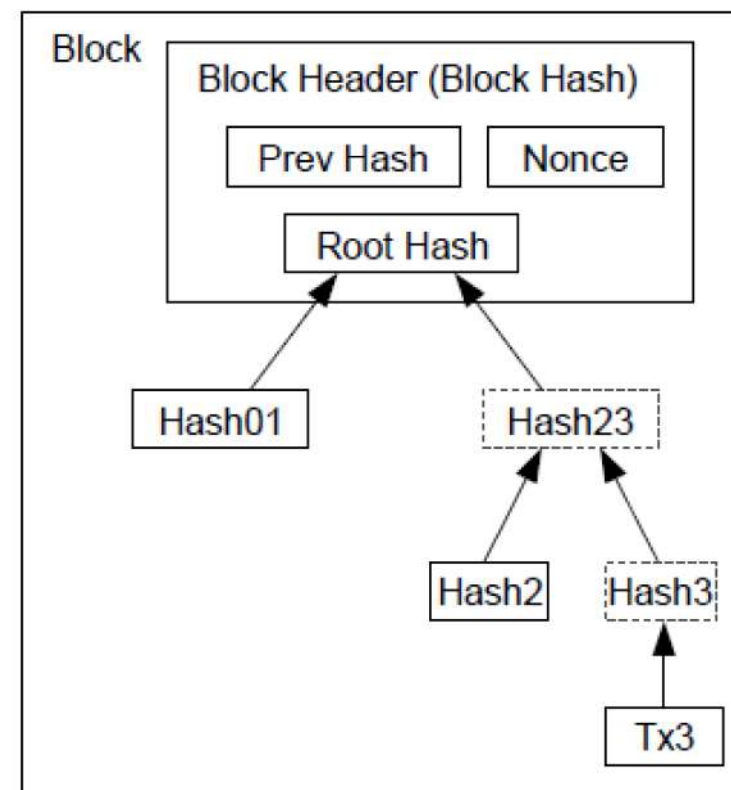 Block
Block Header (Block Hash)
Prev Hash
Nonce
Root Hash
Hash01
Hash23
Hash2
Hash3
Tx3